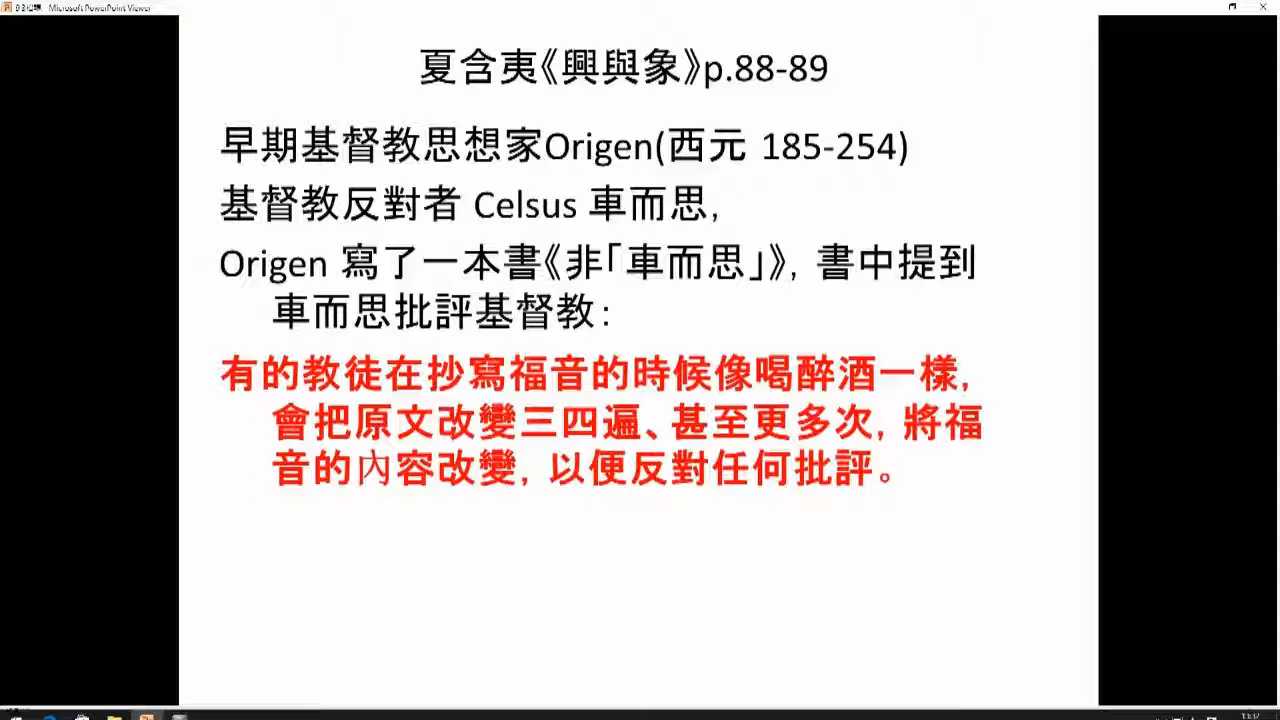 Microsoft PowerPoint Viewer
夏含夷《興與象》p.88-89
早期基督教思想家Origen(西元 185-254)
基督教反對者 Celsus 車而思,
Origen 寫了一本書《非「車而思」》, 書中提到
車而思批評基督教:
有的教徒在抄寫福音的時候像喝醉酒一樣,
會把原文改變三四遍、甚至更多次, 將福
音的內容改變, 以便反對任何批評。